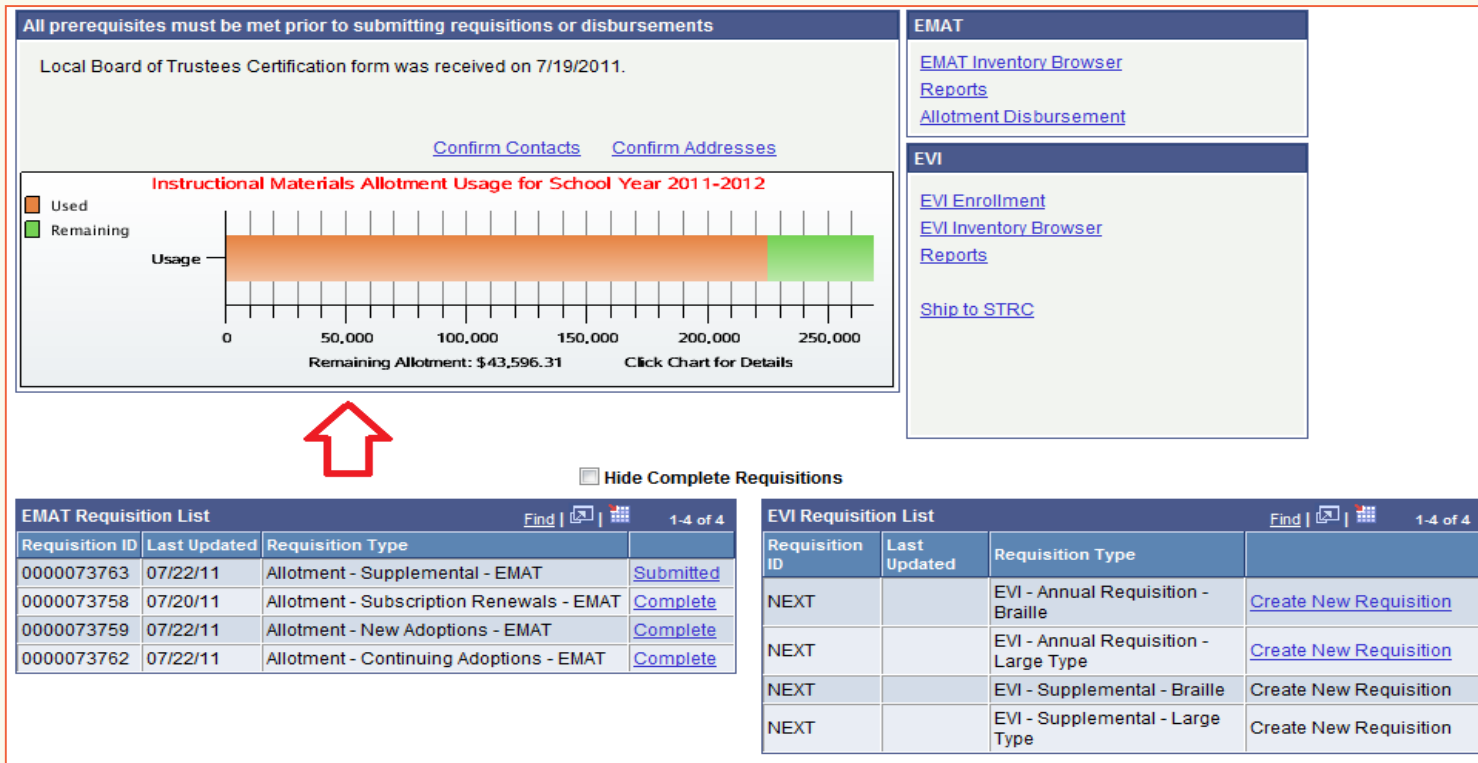 All prerequisites must be met prior to submitting requisitions or disbursements
Local Board of Trustees Certification form was received on 7/19/2011.
Confirm Contacts Confirm Addresses
Instructional Materials Allotment Usage for School Year 2011-2012
Used
Remaining
Usage
0 50,000 100,000 150,000 200,000 250,000
Remaining Allotment: $43,596.31 Click Chart for Details
EMAT
EMAT Inventory Browser
Reports
Allotment Disbursement
EVI
EVI Enrollment
EVI Inventory Browser
Reports
Ship to STRC
Hide Complete Requisitions
EMAT Requisition List Find | | 1-4 of 4
Requisition ID Last Updated Requisition Type
0000073763 07/22/11 Allotment - Supplemental - EMAT Submitted
0000073758 07/20/11 Allotment - Subscription Renewals - EMAT Complete
0000073759 07/22/11 Allotment - New Adoptions - EMAT Complete
0000073762 07/22/11 Allotment - Continuing Adoptions - EMAT Complete
EVI Requisition List Find | | 1-4 of 4
Requisition ID Last Updated Requisition Type
NEXT EVI - Annual Requisition - Braille Create New Requisition
NEXT EVI - Annual Requisition - Large Type Create New Requisition
NEXT EVI - Supplemental - Braille Create New Requisition
NEXT EVI - Supplemental - Large Type Create New Requisition